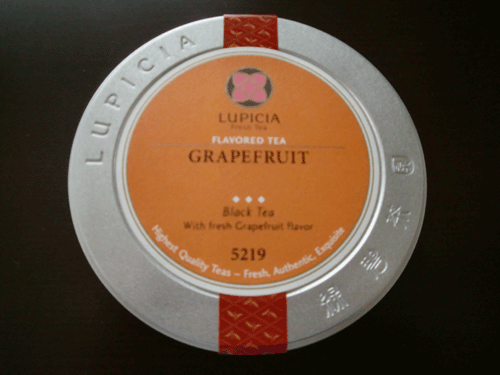 LUPICIA
LUPICIA
Fresh Tea
FLAVORED TEA
GRAPEFRUIT
Black Tea
With fresh Grapefruit flavor
5219
Highest Quality Teas ~ Fresh, Authentic, Exquisite